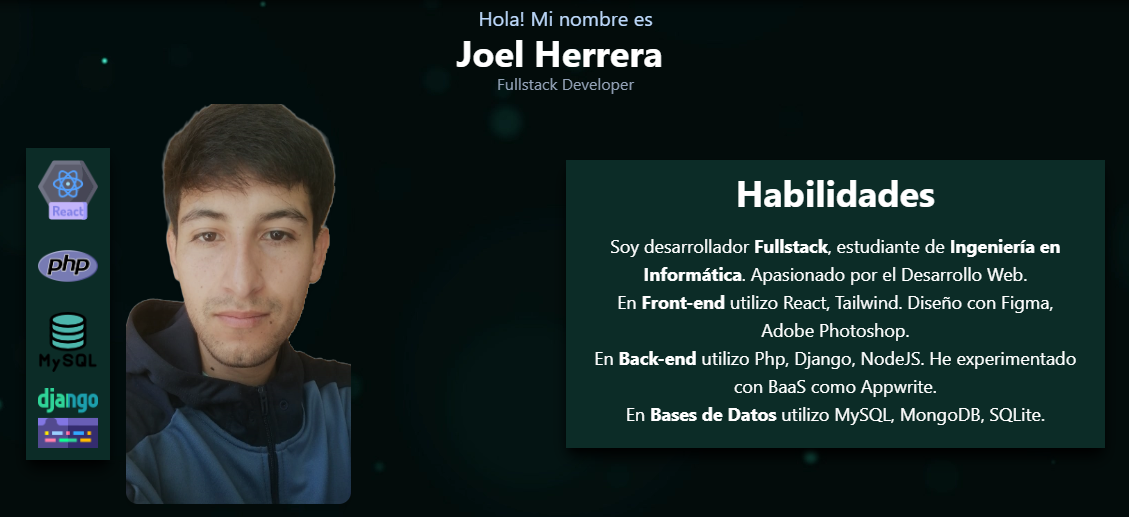 Hola! Mi nombre es
Joel Herrera
Fullstack Developer
React
php
MySQL
django
Habilidades
Soy desarrollador Fullstack, estudiante de Ingeniería en
Informática. Apasionado por el Desarrollo Web.
En Front-end utilizo React, Tailwind. Diseño con Figma,
Adobe Photoshop.
En Back-end utilizo Php, Django, NodeJS. He experimentado
con BaaS como Appwrite.
En Bases de Datos utilizo MySQL, MongoDB, SQLite.